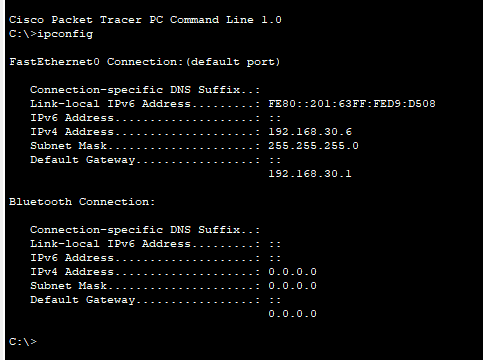 Cisco Packet Tracer PC Command Line 1.0
C:\>ipconfig
FastEthernet0 Connection:(default port)
Connection-specific DNS Suffix..:
Link-local IPv6 Address.........: FE80::201:63FF:FED9:D508
IPv6 Address....................: ::
IPv4 Address....................: 192.168.30.6
Subnet Mask.....................: 255.255.255.0
Default Gateway.................: ::
192.168.30.1
Bluetooth Connection:
Connection-specific DNS Suffix..:
Link-local IPv6 Address.........: ::
IPv6 Address....................: ::
IPv4 Address....................: 0.0.0.0
Subnet Mask.....................: 0.0.0.0
Default Gateway.................: ::
0.0.0.0
C:\>